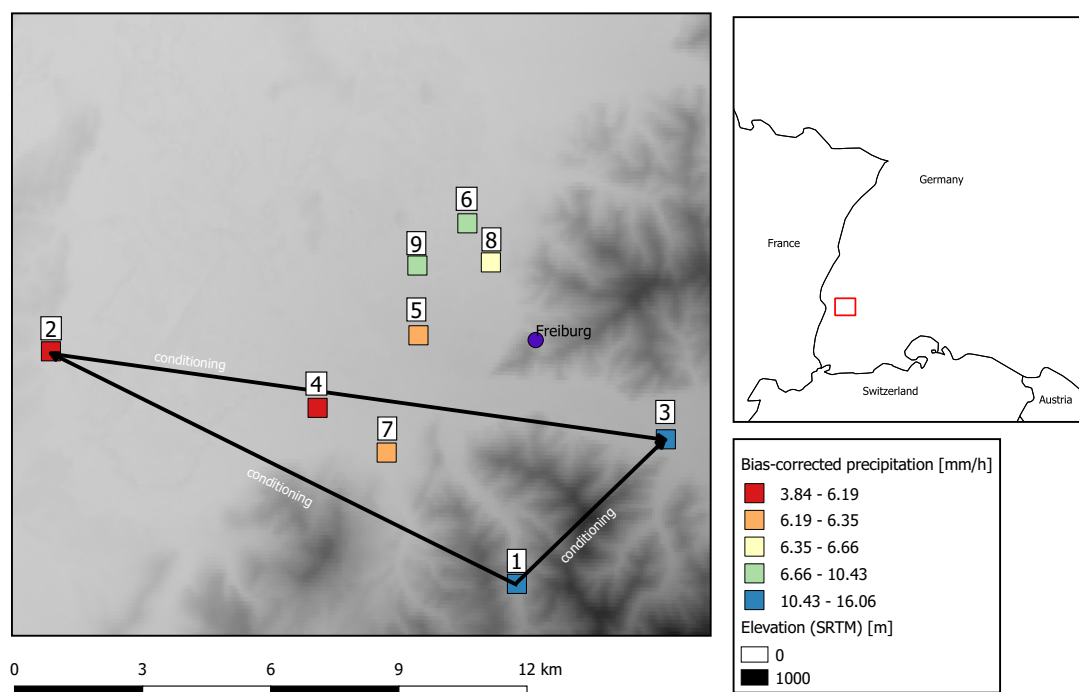 6
9
8
5
Freiburg
2
conditioning
4
3
7
conditioning
conditioning
1
0
3
6
9
12 km
Germany
France
Switzerland
Austria
Bias-corrected precipitation [mm/h]
3.84 - 6.19
6.19 - 6.35
6.35 - 6.66
6.66 - 10.43
10.43 - 16.06
Elevation (SRTM) [m]
0
1000